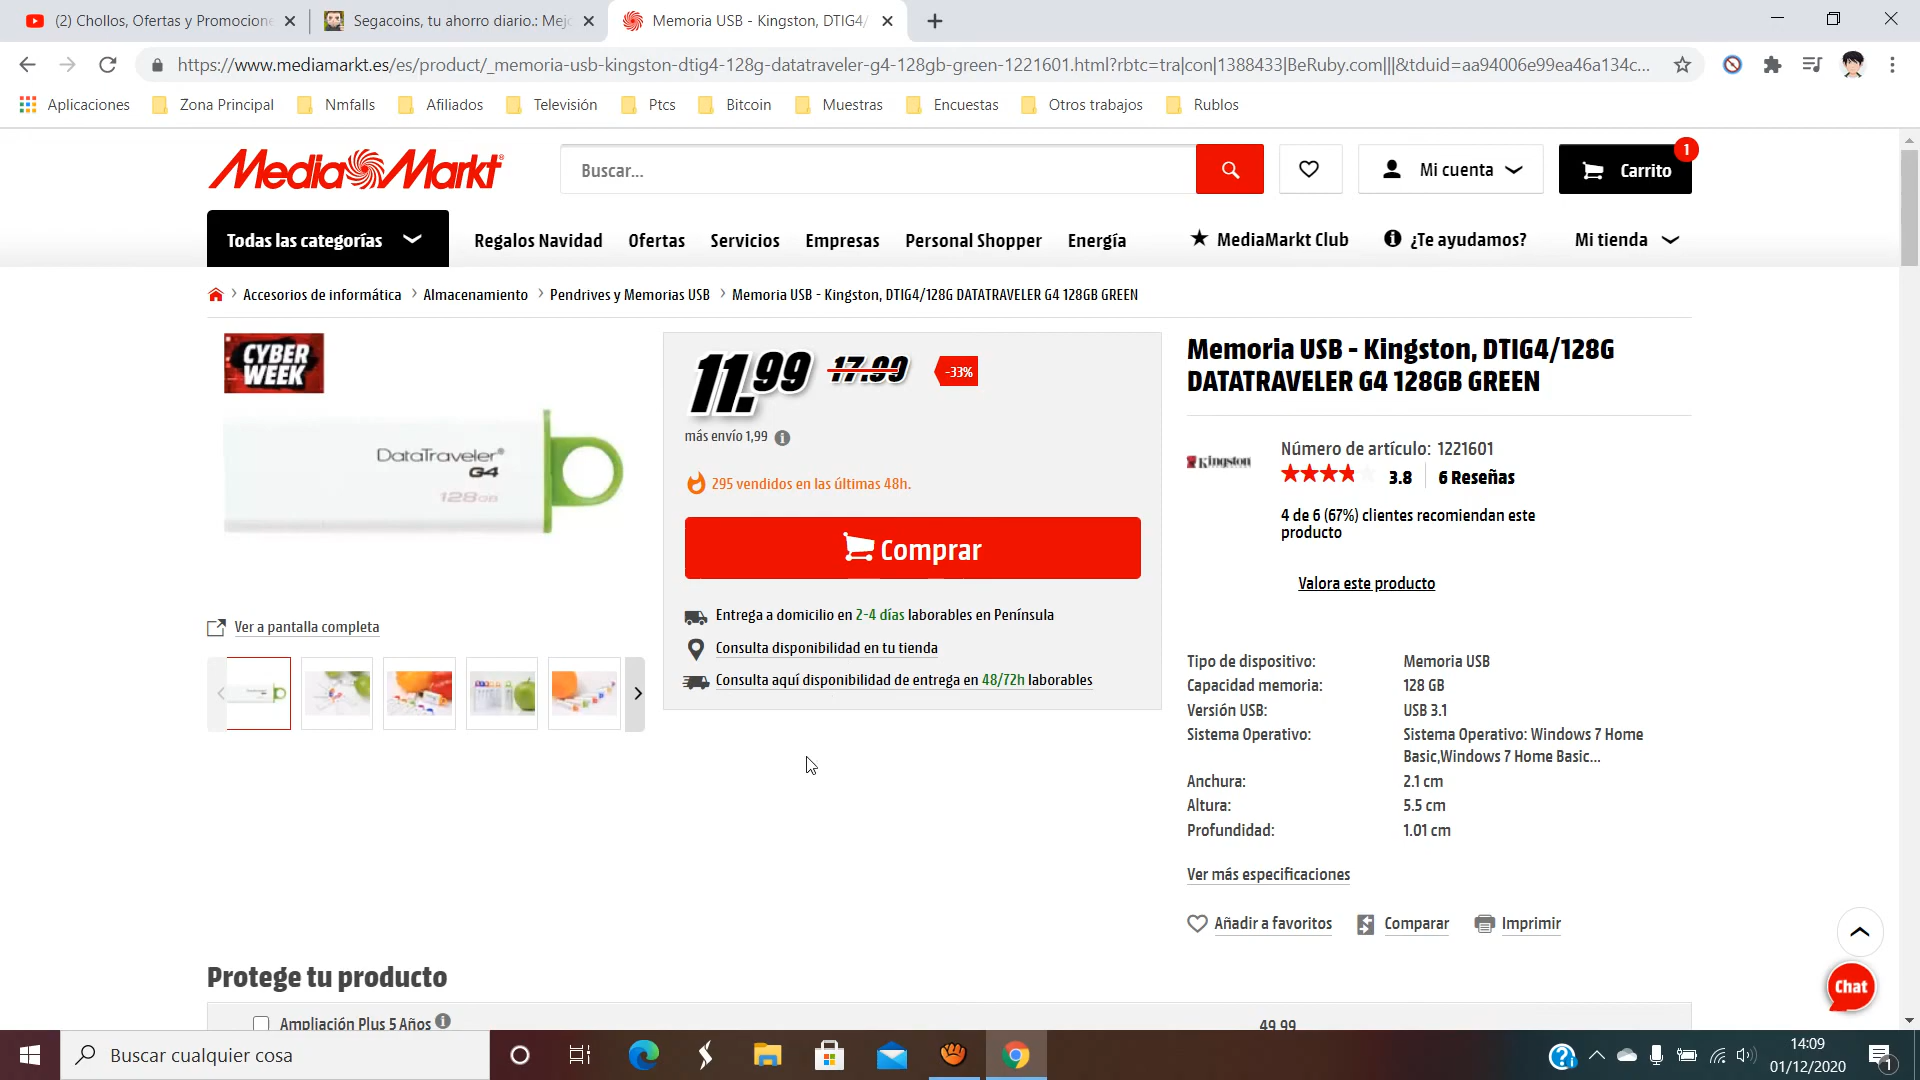 (2) Chollos, Ofertas y Promocione
Segacoins, tu ahorro diario.: Mejo
Memoria USB - Kingston, DTIG4/
https://www.mediamarkt.es/es/product/_memoria-usb-kingston-dtig4-128g-datatraveler-g4-128gb-green-1221601.html?rbtc=tra|con|1388433|BeRuby.com|||&tduid=aa94006e99ea46a134c...
Aplicaciones
Zona Principal
Nmfalls
Afiliados
Televisión
Ptcs
Bitcoin
Muestras
Encuestas
Otros trabajos
Rublos
Media Markt
Buscar...
Mi cuenta
Carrito
1
Todas las categorías
Regalos Navidad
Ofertas
Servicios
Empresas
Personal Shopper
Energía
MediaMarkt Club
¿Te ayudamos?
Mi tienda
Accesorios de informática
Almacenamiento
Pendrives y Memorias USB
Memoria USB - Kingston, DTIG4/128G DATATRAVELER G4 128GB GREEN
CYBER
WEEK
DataTraveler®
G4
128GB
Ver a pantalla completa
11.99
17.99
-33%
más envío 1,99
295 vendidos en las últimas 48h.
Comprar
Entrega a domicilio en 2-4 días laborables en Península
Consulta disponibilidad en tu tienda
Consulta aquí disponibilidad de entrega en 48/72h laborables
Memoria USB - Kingston, DTIG4/128G
DATATRAVELER G4 128GB GREEN
Kingston
Número de artículo: 1221601
3.8
6 Reseñas
4 de 6 (67%) clientes recomiendan este
producto
Valora este producto
Tipo de dispositivo: Memoria USB
Capacidad memoria: 128 GB
Versión USB: USB 3.1
Sistema Operativo: Sistema Operativo: Windows 7 Home
Basic,Windows 7 Home Basic...
Anchura: 2.1 cm
Altura: 5.5 cm
Profundidad: 1.01 cm
Ver más especificaciones
Añadir a favoritos
Comparar
Imprimir
Chat
Protege tu producto
Ampliación Plus 5 Años
49.99
Buscar cualquier cosa
14:09
01/12/2020
1